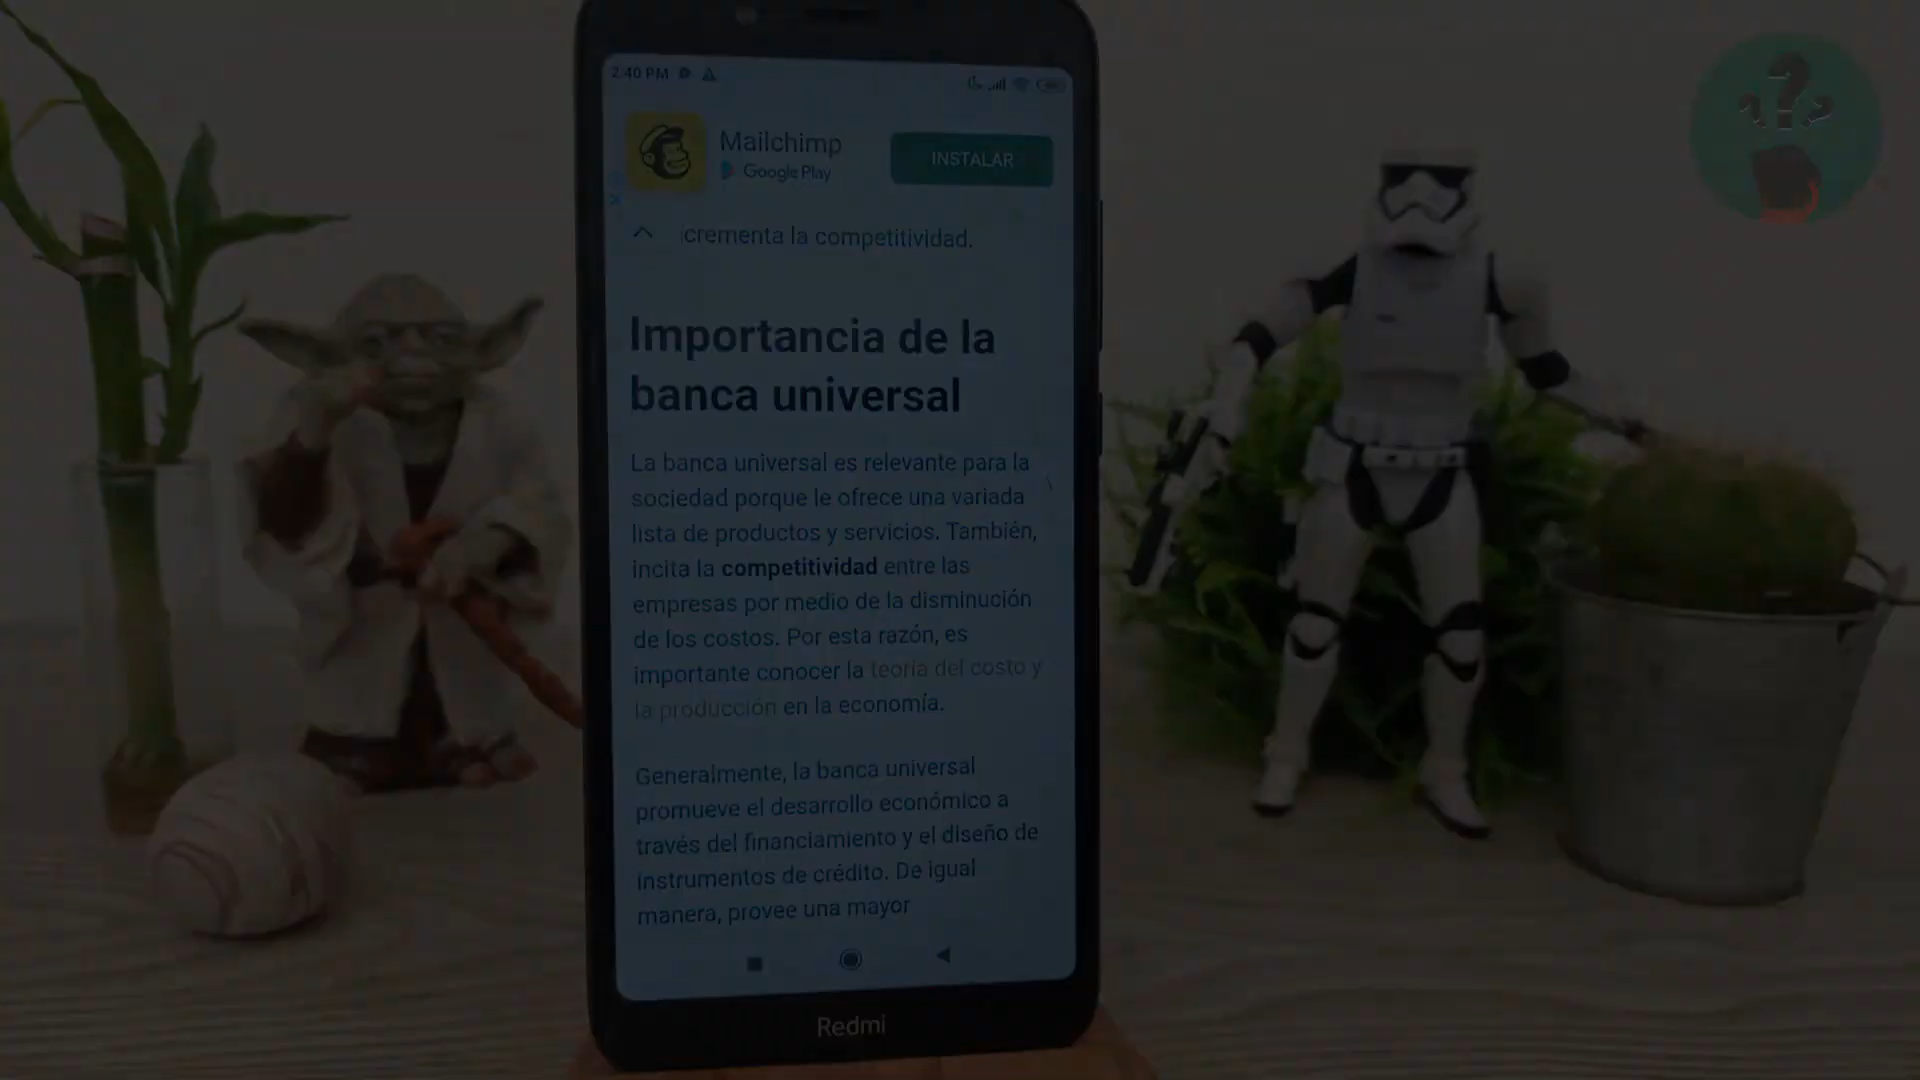 2:40 PM
Mailchimp
Google Play
INSTALAR
crementa la competitividad.
Importancia de la
banca universal
La banca universal es relevante para la
sociedad porque le ofrece una variada
lista de productos y servicios. También,
incita la competitividad entre las
empresas por medio de la disminución
de los costos. Por esta razón, es
importante conocer la teoría del costo y
la producción en la economía.
Generalmente, la banca universal
promueve el desarrollo económico a
través del financiamiento y el diseño de
instrumentos de crédito. De igual
manera, provee una mayor
Redmi